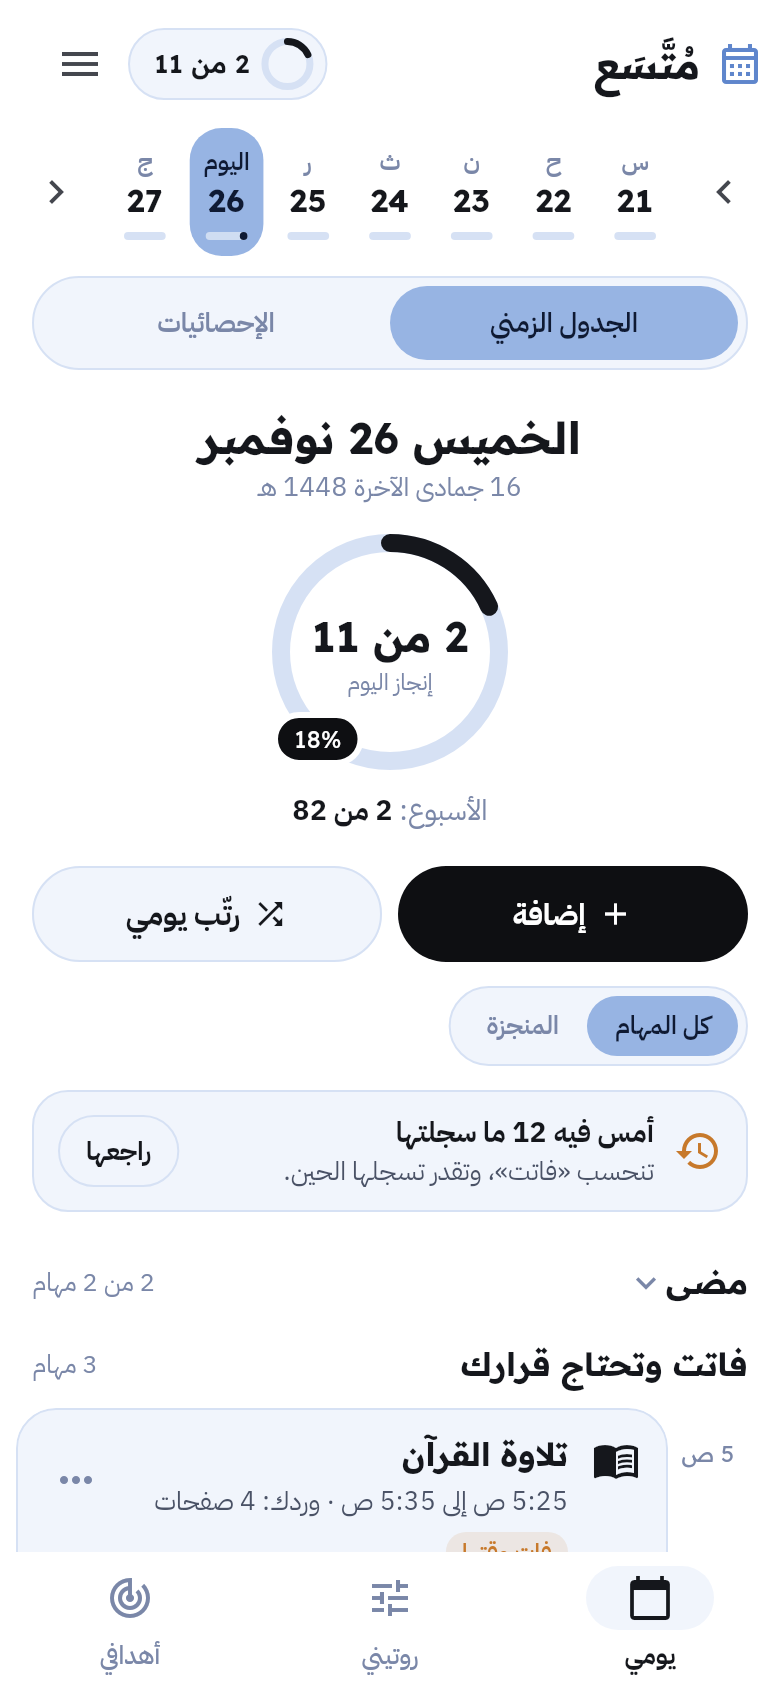 مُتَّسَع
2 من 11
س ح ن ث ر اليوم ج
21 22 23 24 25 26 27
الجدول الزمني
الإحصائيات
الخميس 26 نوفمبر
16 جمادى الآخرة 1448 هـ
2 من 11
إنجاز اليوم
18%
الأسبوع: 2 من 82
إضافة
رتّب يومي
كل المهام
المنجزة
أمس فيه 12 ما سجلتها
تنحسب «فاتت»، وتقدر تسجلها الحين.
راجعها
مضى
2 من 2 مهام
فاتت وتحتاج قرارك
3 مهام
5 ص
تلاوة القرآن
5:25 ص إلى 5:35 ص · وردك: 4 صفحات
يومي
روتيني
أهدافي